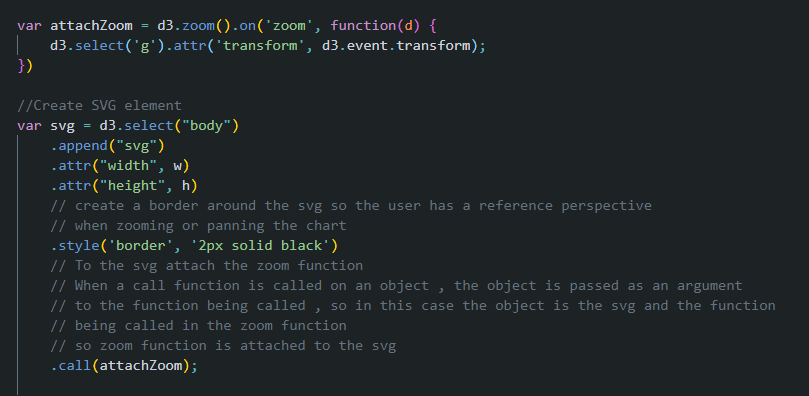 var attachZoom = d3.zoom().on('zoom', function(d) {
    d3.select('g').attr('transform', d3.event.transform);
})
//Create SVG element
var svg = d3.select("body")
    .append("svg")
    .attr("width", w)
    .attr("height", h)
    // create a border around the svg so the user has a reference perspective
    // when zooming or panning the chart
    .style('border', '2px solid black')
    // To the svg attach the zoom function
    // When a call function is called on an object , the object is passed as an argument
    // to the function being called , so in this case the object is the svg and the function
    // being called in the zoom function
    // so zoom function is attached to the svg
    .call(attachZoom);